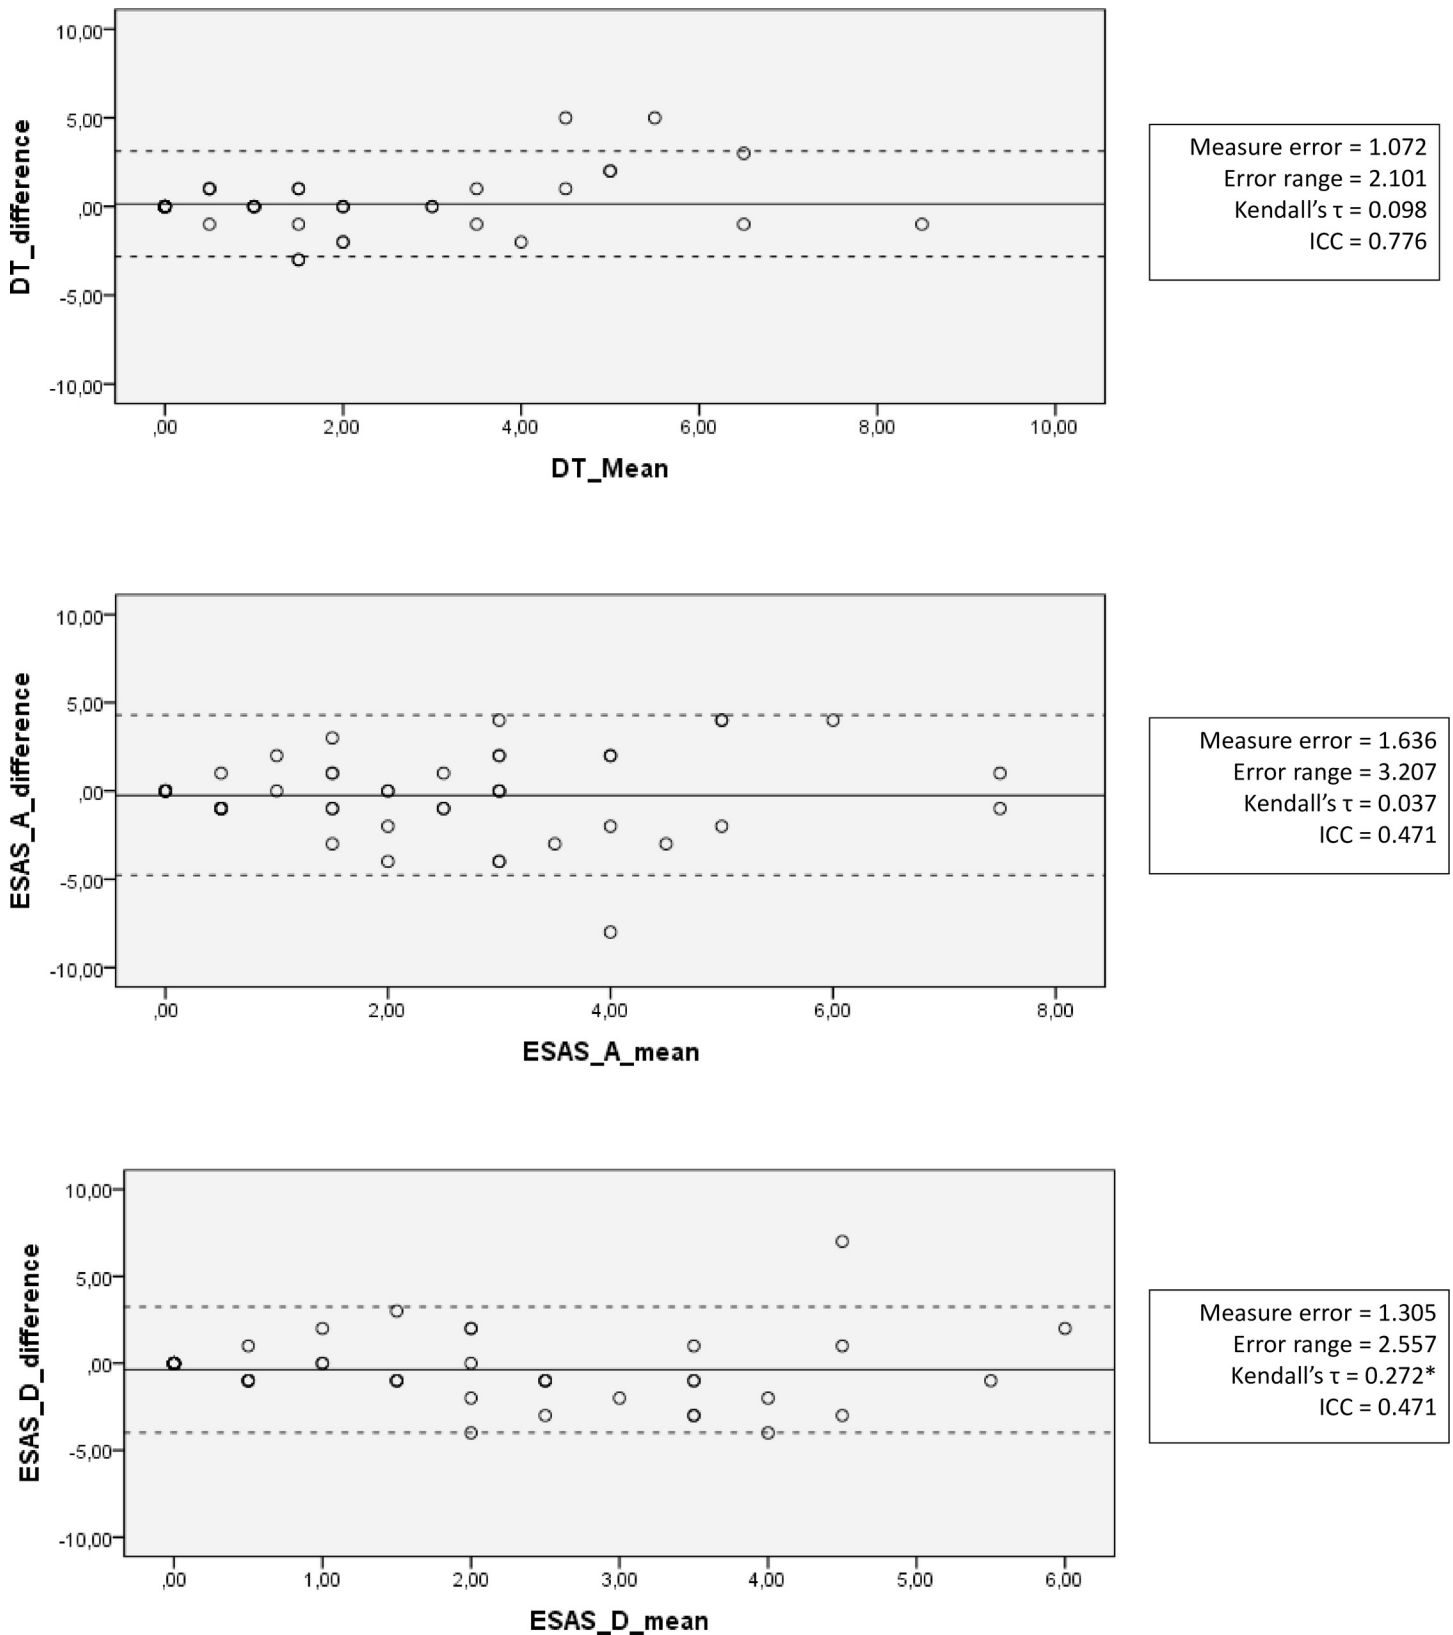 10,00
5,00
,00
-5,00
-10,00
DT_difference
,00 2,00 4,00 6,00 8,00 10,00
DT_Mean
Measure error = 1.072
Error range = 2.101
Kendall's τ = 0.098
ICC = 0.776
10,00
5,00
,00
-5,00
-10,00
ESAS_A_difference
,00 2,00 4,00 6,00 8,00
ESAS_A_mean
Measure error = 1.636
Error range = 3.207
Kendall's τ = 0.037
ICC = 0.471
10,00
5,00
,00
-5,00
-10,00
ESAS_D_difference
,00 1,00 2,00 3,00 4,00 5,00 6,00
ESAS_D_mean
Measure error = 1.305
Error range = 2.557
Kendall's τ = 0.272*
ICC = 0.471